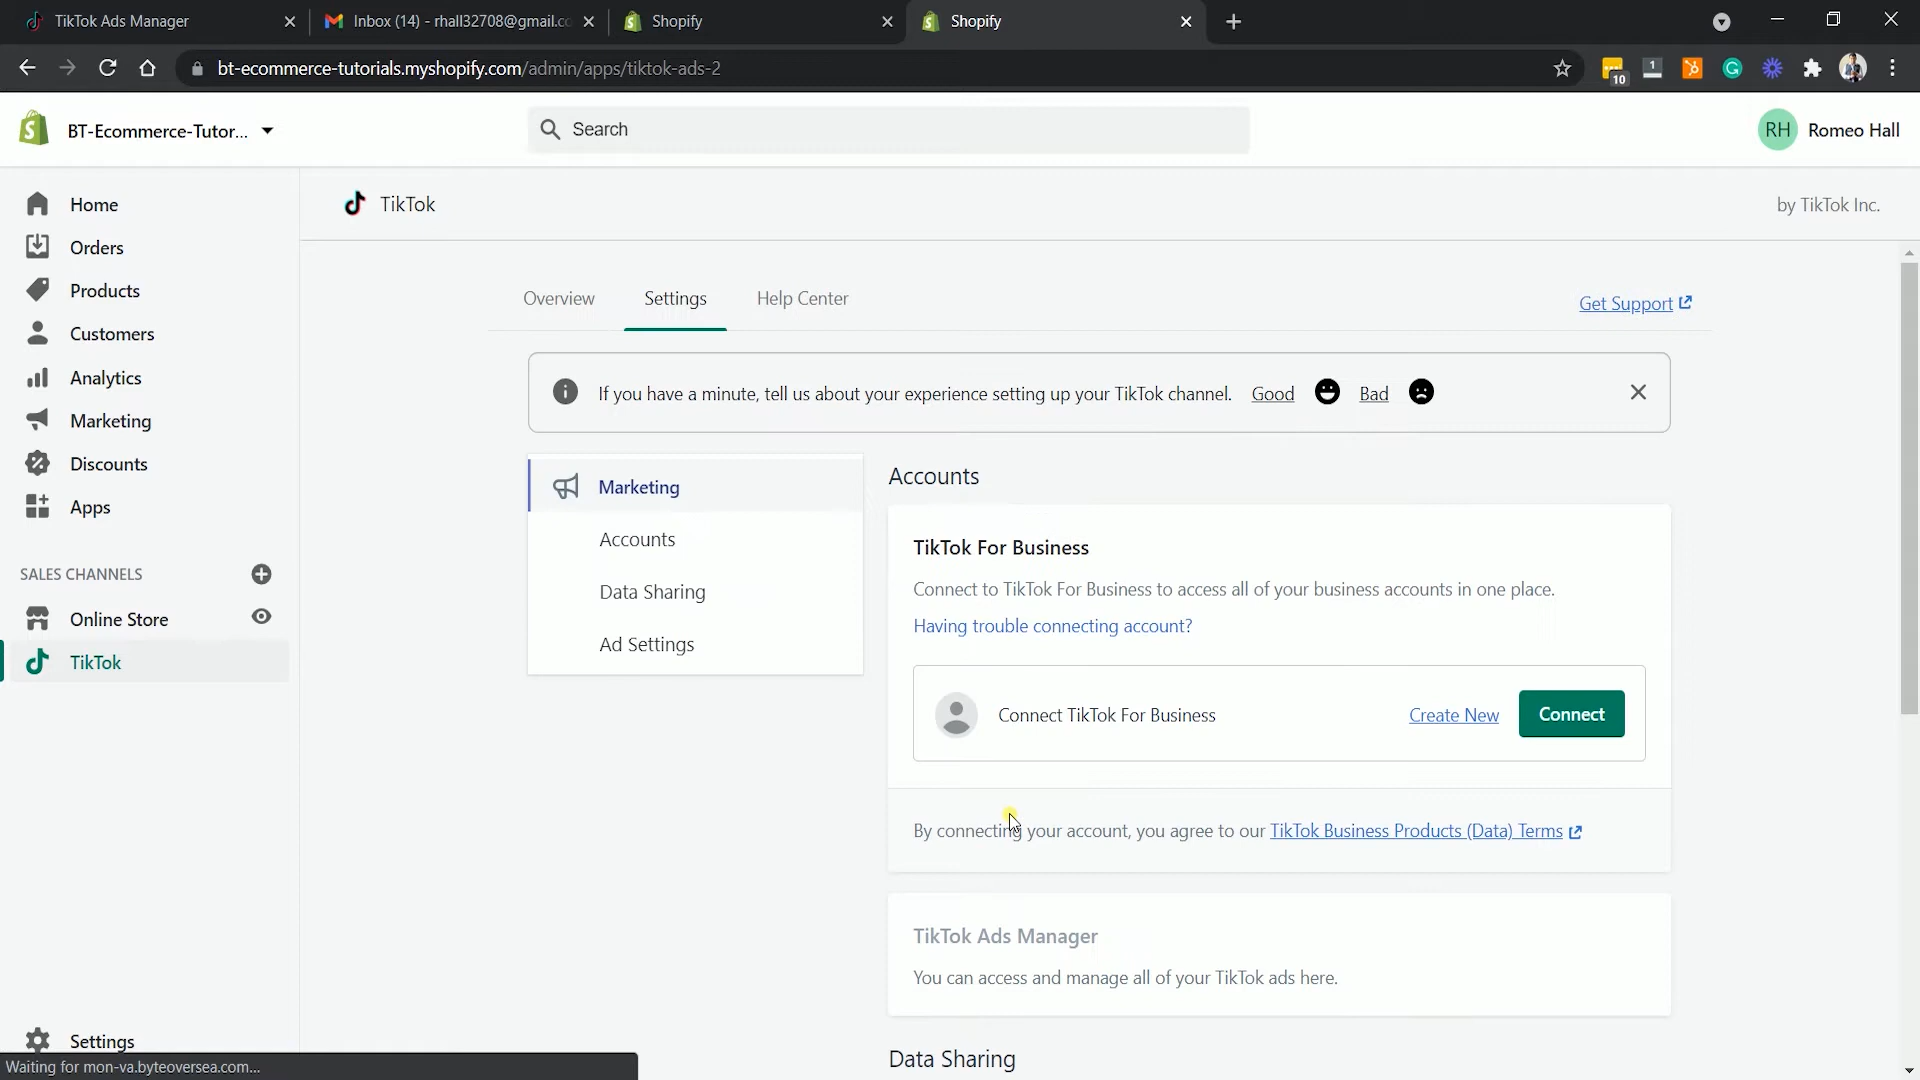 TikTok Ads Manager
Inbox (14) - rhall32708@gmail.cc
Shopify
Shopify
bt-ecommerce-tutorials.myshopify.com/admin/apps/tiktok-ads-2
10
1
BT-Ecommerce-Tutor...
Search
RH
Romeo Hall
Home
Orders
Products
Customers
Analytics
Marketing
Discounts
Apps
SALES CHANNELS
Online Store
TikTok
Settings
TikTok
by TikTok Inc.
Overview
Settings
Help Center
Get Support
If you have a minute, tell us about your experience setting up your TikTok channel. Good Bad
Marketing
Accounts
Data Sharing
Ad Settings
Accounts
TikTok For Business
Connect to TikTok For Business to access all of your business accounts in one place.
Having trouble connecting account?
Connect TikTok For Business
Create New
Connect
By connecting your account, you agree to our TikTok Business Products (Data) Terms
TikTok Ads Manager
You can access and manage all of your TikTok ads here.
Data Sharing
Waiting for mon-va.byteoversea.com...